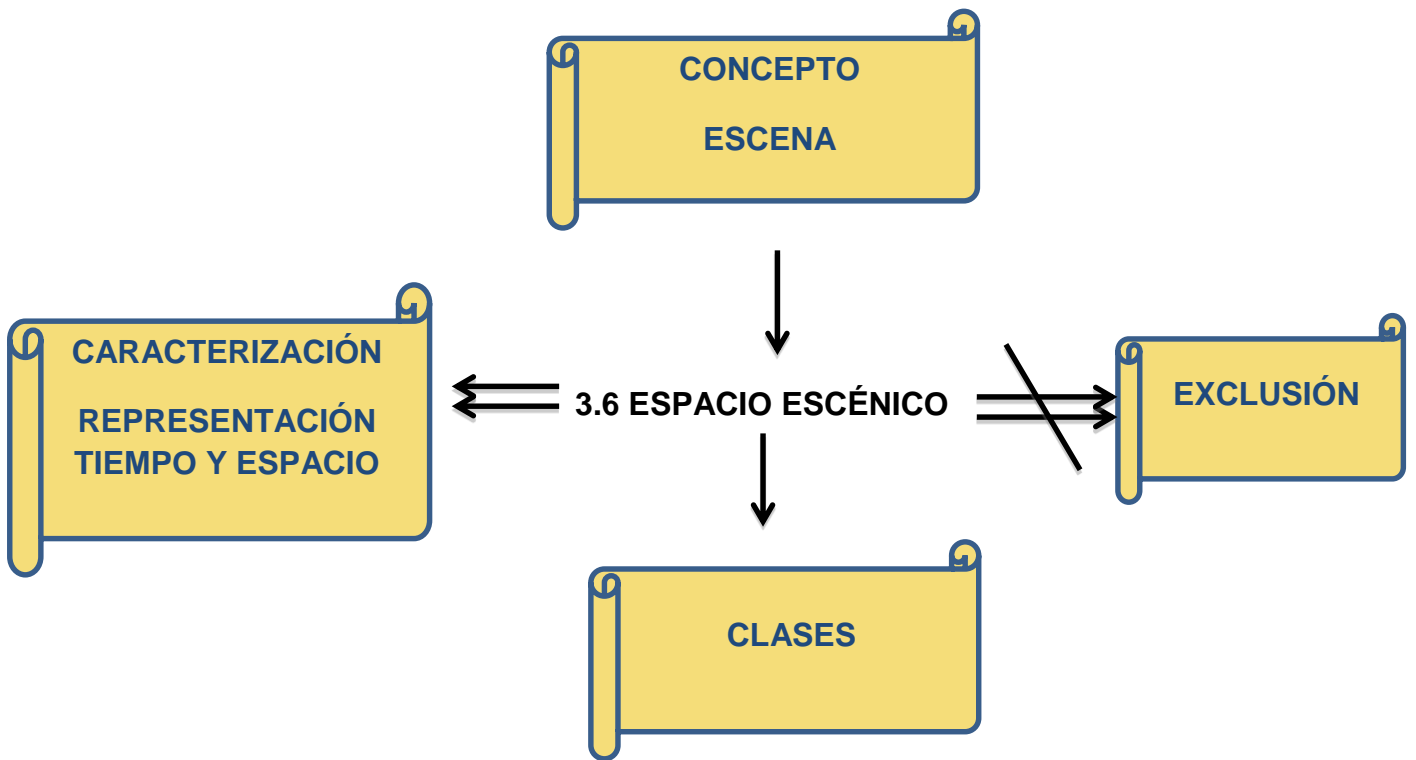 CONCEPTO
ESCENA
CARACTERIZACIÓN
REPRESENTACIÓN
TIEMPO Y ESPACIO
3.6 ESPACIO ESCÉNICO
EXCLUSIÓN
CLASES